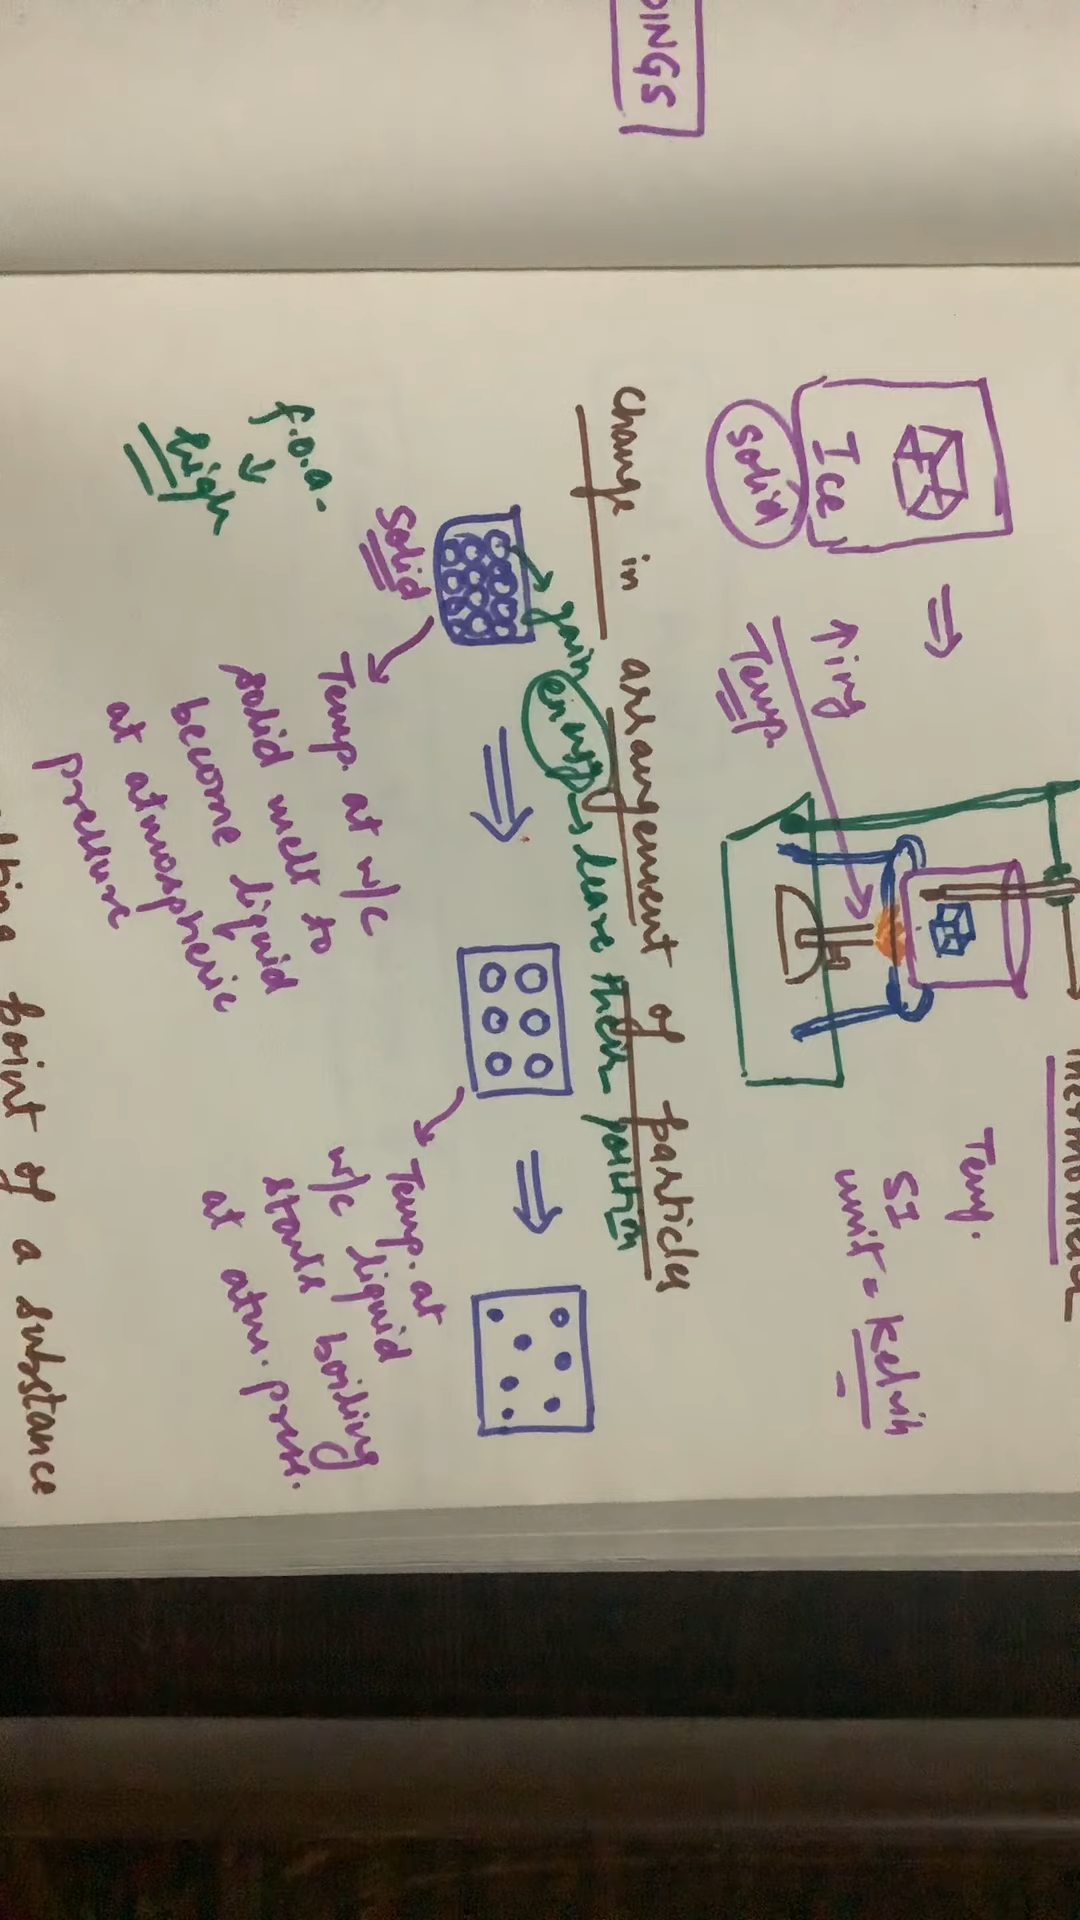 DINGS
Ice
Solid
↑ing
Temp.
Temp.
SI
unit = Kelvin
Change in arrangement of particles
gain
energy → leave their position
Solid
f.o.a.
↓
high
Temp. at w/c
solid melt to
become liquid
at atmospheric
pressure
Temp. at
w/c liquid
starts boiling
at atm. press.
point of a substance